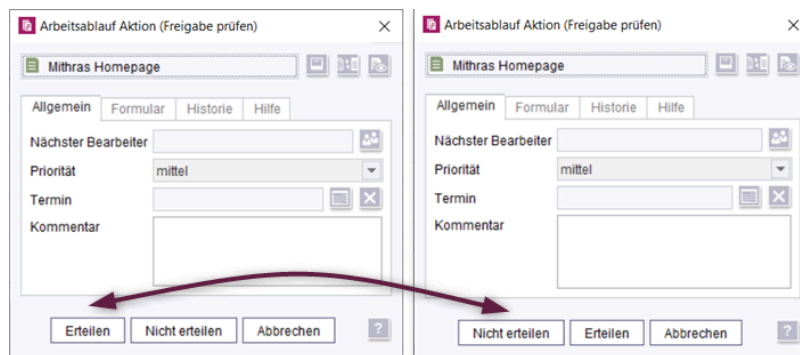 Arbeitsablauf Aktion (Freigabe prüfen)
Mithras Homepage
Allgemein Formular Historie Hilfe
Nächster Bearbeiter
Priorität mittel
Termin
Kommentar
Erteilen Nicht erteilen Abbrechen ?
Arbeitsablauf Aktion (Freigabe prüfen)
Mithras Homepage
Allgemein Formular Historie Hilfe
Nächster Bearbeiter
Priorität mittel
Termin
Kommentar
Nicht erteilen Erteilen Abbrechen ?